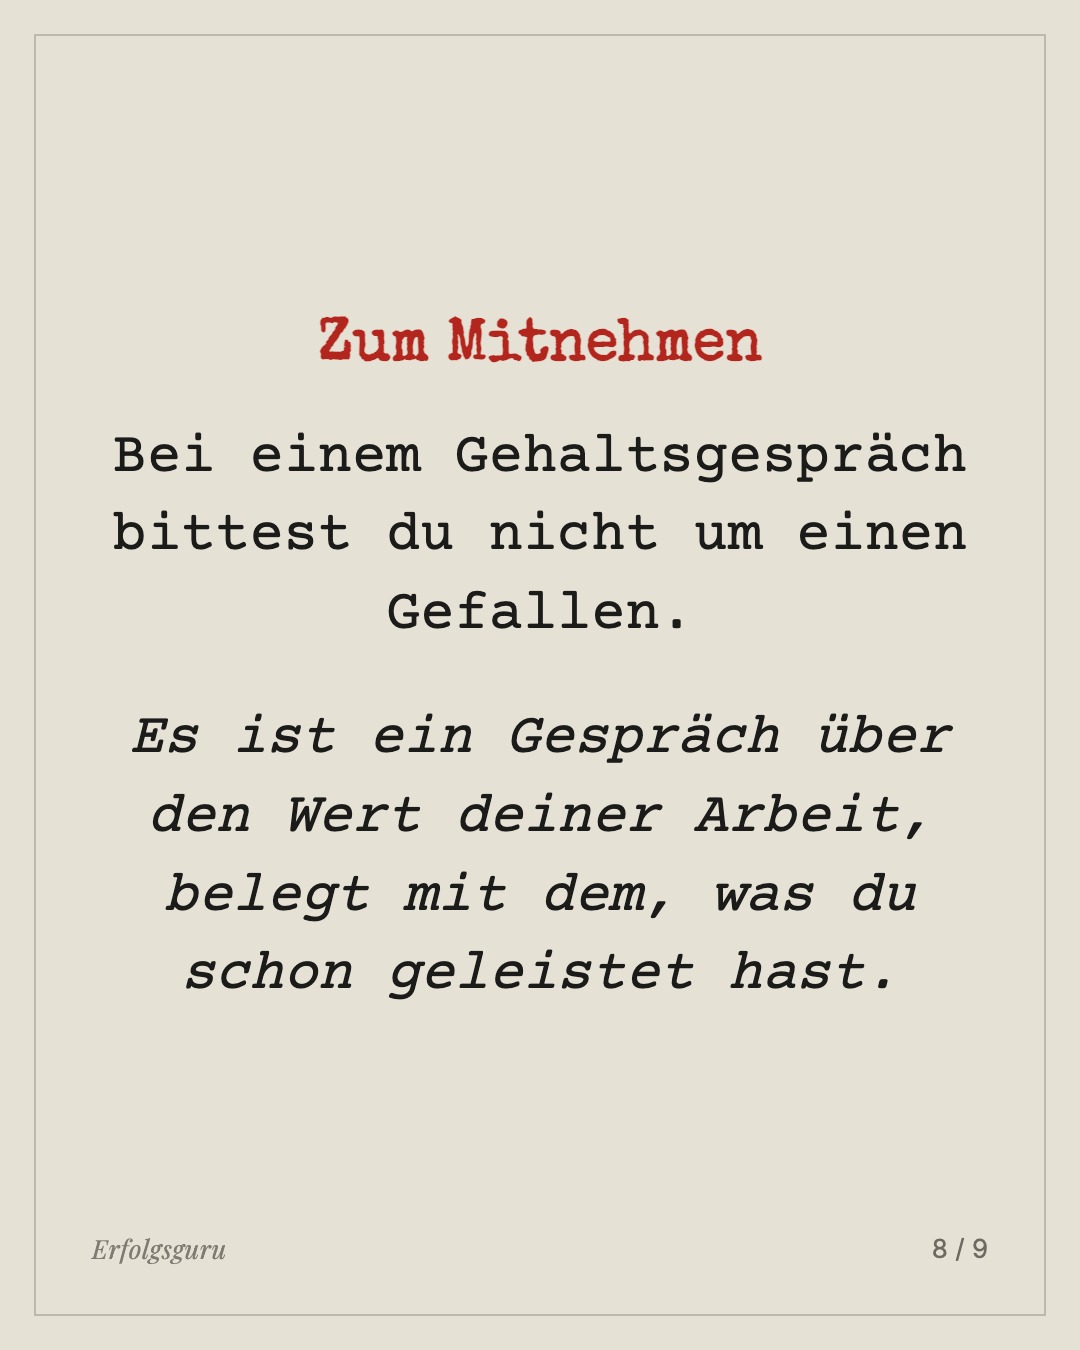 Zum Mitnehmen
Bei einem Gehaltsgespräch
bittest du nicht um einen
Gefallen.
Es ist ein Gespräch über
den Wert deiner Arbeit,
belegt mit dem, was du
schon geleistet hast.
Erfolgsguru
8 / 9